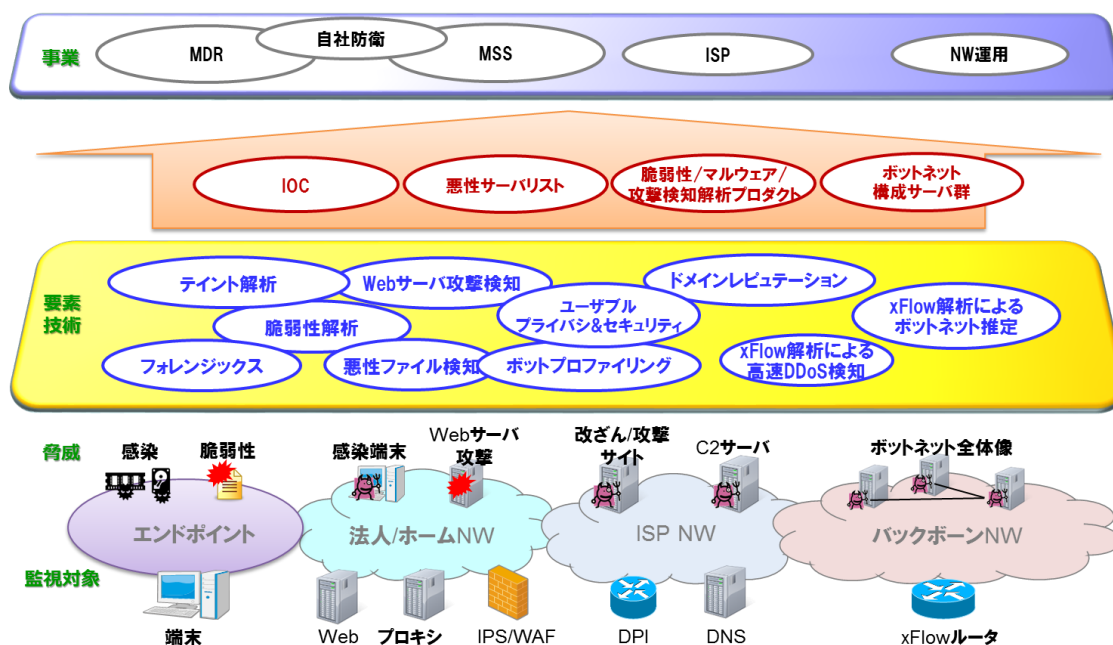 事業
MDR
自社防衛
MSS
ISP
NW運用
IOC
悪性サーバリスト
脆弱性/マルウェア/
攻撃検知解析プロダクト
ボットネット
構成サーバ群
要素
技術
テイント解析
Webサーバ攻撃検知
ドメインレピュテーション
脆弱性解析
ユーザブル
プライバシ&セキュリティ
xFlow解析による
ボットネット推定
フォレンジックス
悪性ファイル検知
ボットプロファイリング
xFlow解析による
高速DDoS検知
脅威
感染
脆弱性
感染端末
Webサーバ
攻撃
改ざん/攻撃
サイト
C2サーバ
ボットネット全体像
エンドポイント
法人/ホームNW
ISP NW
バックボーンNW
監視対象
端末
Web
プロキシ
IPS/WAF
DPI
DNS
xFlowルータ